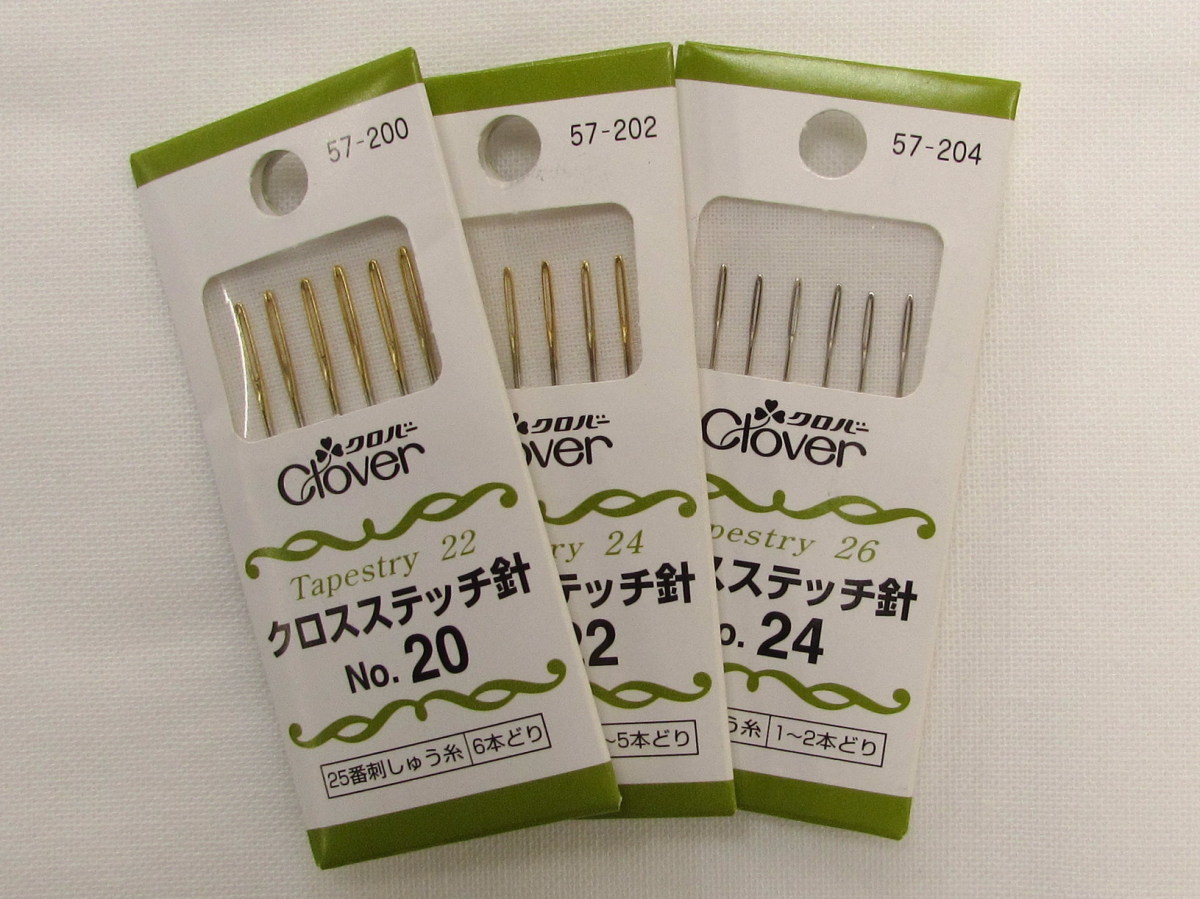 57-200
クロバー
Clover
Tapestry 22
クロスステッチ針
No. 20
25番刺しゅう糸 6本どり
57-202
クロバー
over
ry 24
テッチ針
22
~5本どり
57-204
クロバー
Clover
pestry 26
スステッチ針
o. 24
う糸 1~2本どり